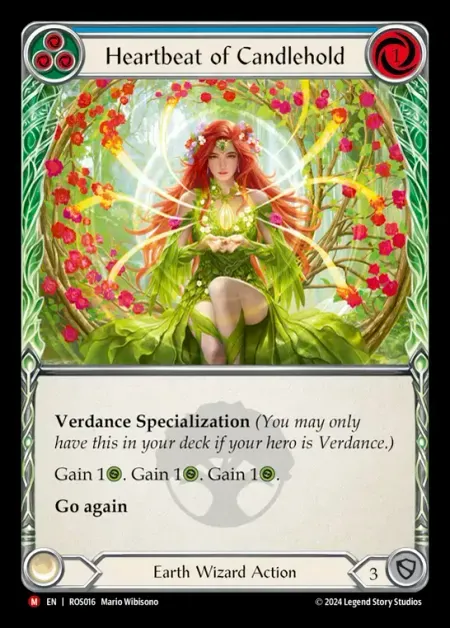 Heartbeat of Candlehold
1
Verdance Specialization (You may only
have this in your deck if your hero is Verdance.)
Gain 1. Gain 1. Gain 1.
Go again
Earth Wizard Action
3
M EN | ROS016 Mario Wibisono
© 2024 Legend Story Studios